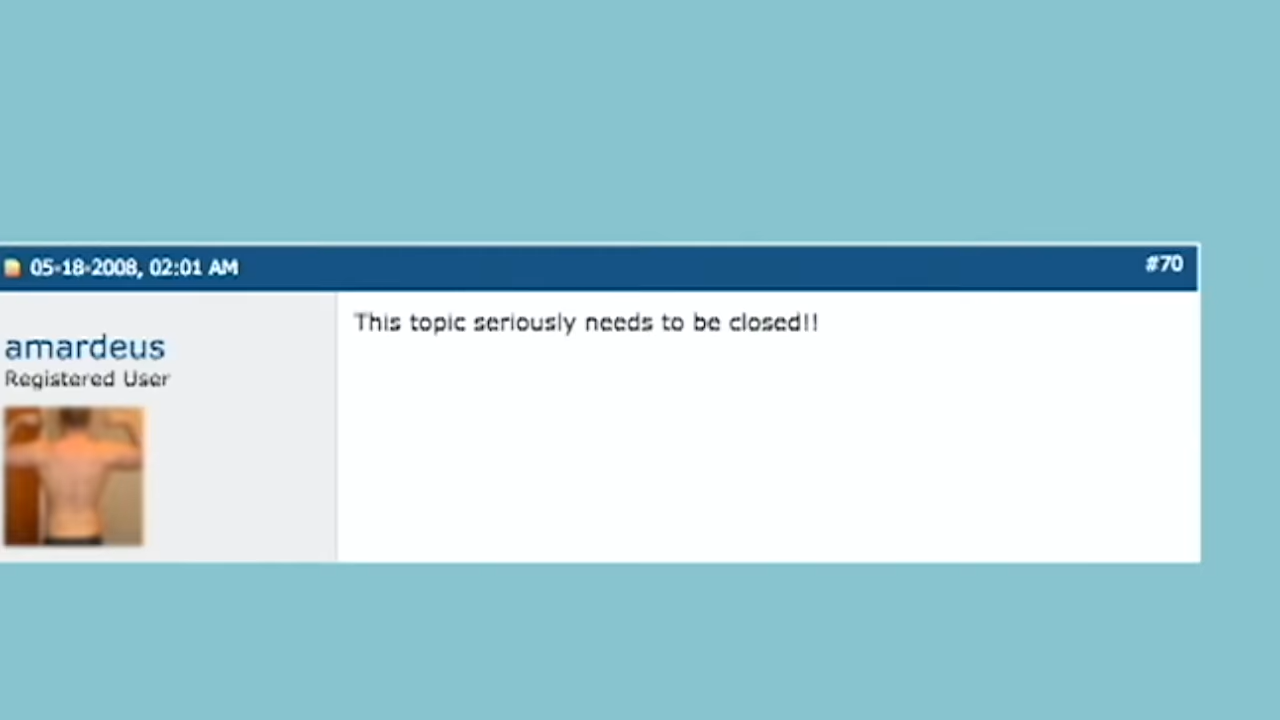 05-18-2008, 02:01 AM
#70
This topic seriously needs to be closed!!
amardeus
Registered User